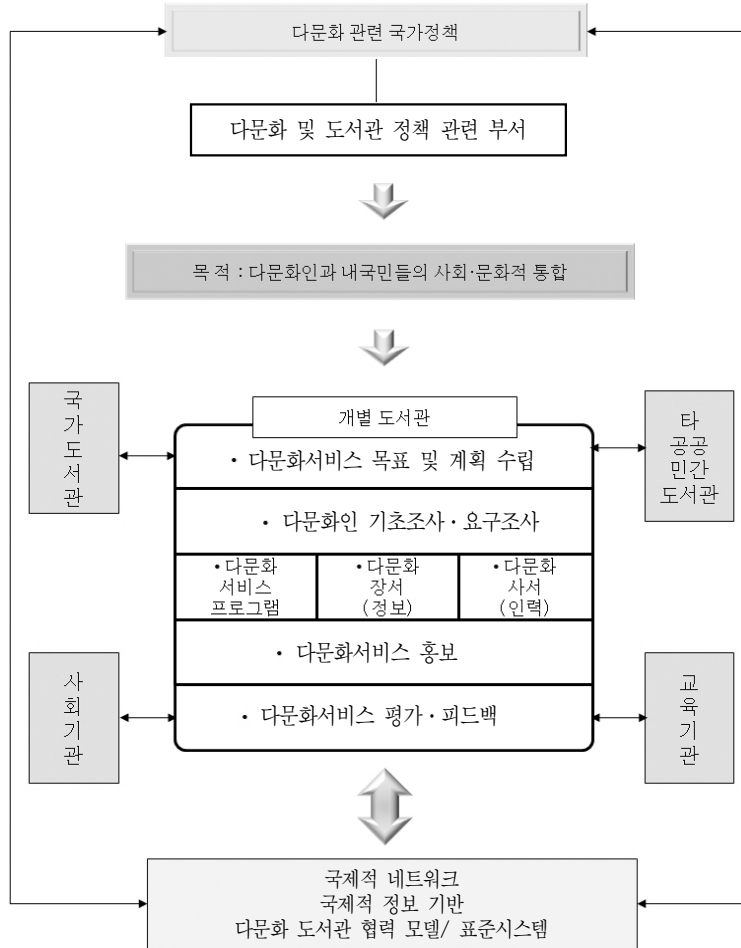 다문화 관련 국가정책
다문화 및 도서관 정책 관련 부서
목 적 : 다문화인과 내국민들의 사회·문화적 통합
국
가
도
서
관
개별 도서관
타
공공
민간
도서관
• 다문화서비스 목표 및 계획 수립
• 다문화인 기초조사 · 요구조사
• 다문화
서비스
프로그램
• 다문화
장서
(정보)
• 다문화
사서
(인력)
• 다문화서비스 홍보
사
회
기
관
• 다문화서비스 평가 · 피드백
교
육
기
관
국제적 네트워크
국제적 정보 기반
다문화 도서관 협력 모델/ 표준시스템